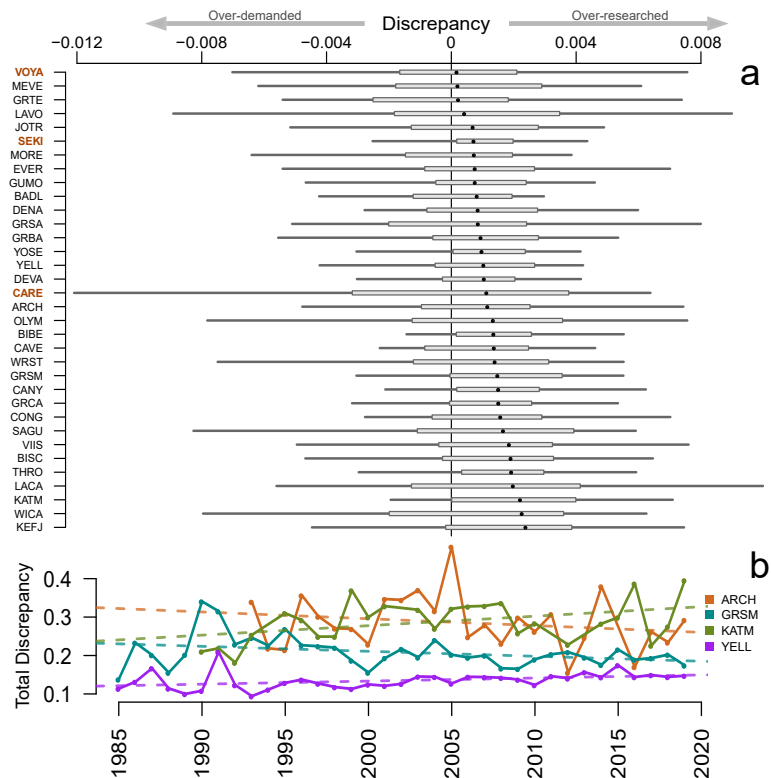 Over-demanded
Discrepancy
Over-researched
−0.012 −0.008 −0.004 0 0.004 0.008
a
VOYA
MEVE
GRTE
LAVO
JOTR
SEKI
MORE
EVER
GUMO
BADL
DENA
GRSA
GRBA
YOSE
YELL
DEVA
CARE
ARCH
OLYM
BIBE
CAVE
WRST
GRSM
CANY
GRCA
CONG
SAGU
VIIS
BISC
THRO
LACA
KATM
WICA
KEFJ
b
Total Discrepancy
0.4
0.3
0.2
0.1
ARCH
GRSM
KATM
YELL
1985 1990 1995 2000 2005 2010 2015 2020